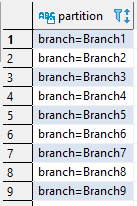 partition
1 branch=Branch1
2 branch=Branch2
3 branch=Branch3
4 branch=Branch4
5 branch=Branch5
6 branch=Branch6
7 branch=Branch7
8 branch=Branch8
9 branch=Branch9